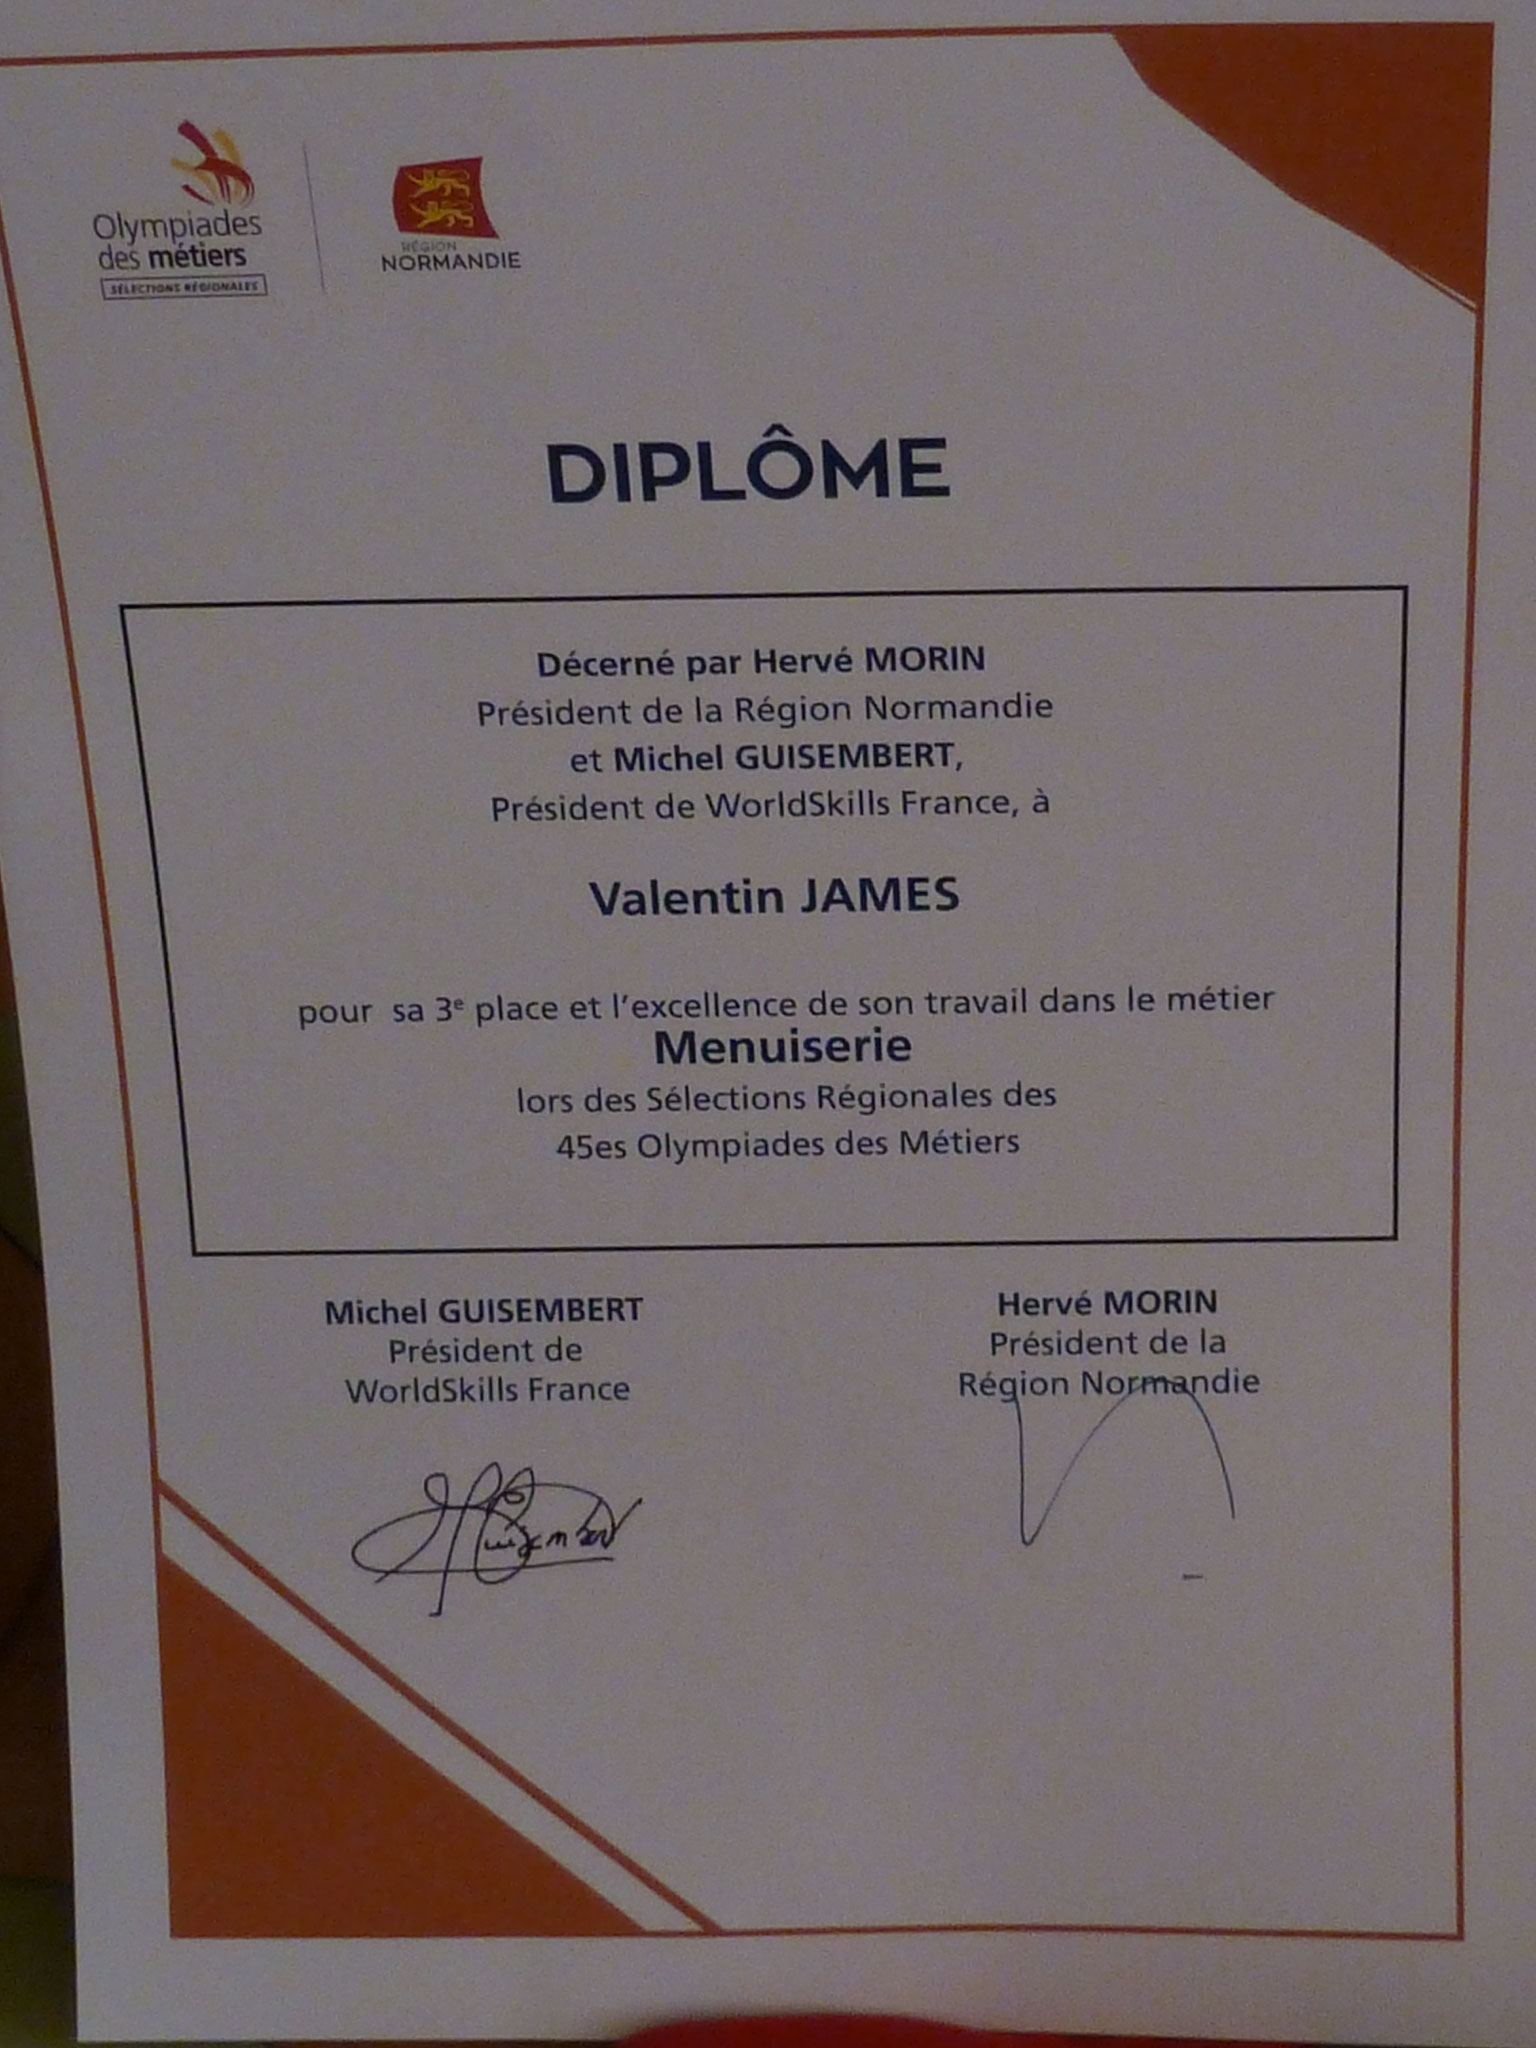 Olympiades
des métiers
SÉLECTIONS RÉGIONALES
RÉGION
NORMANDIE
DIPLÔME
Décerné par Hervé MORIN
Président de la Région Normandie
et Michel GUISEMBERT,
Président de WorldSkills France, à
Valentin JAMES
pour sa 3e place et l'excellence de son travail dans le métier
Menuiserie
lors des Sélections Régionales des
45es Olympiades des Métiers
Michel GUISEMBERT
Président de
WorldSkills France
Hervé MORIN
Président de la
Région Normandie